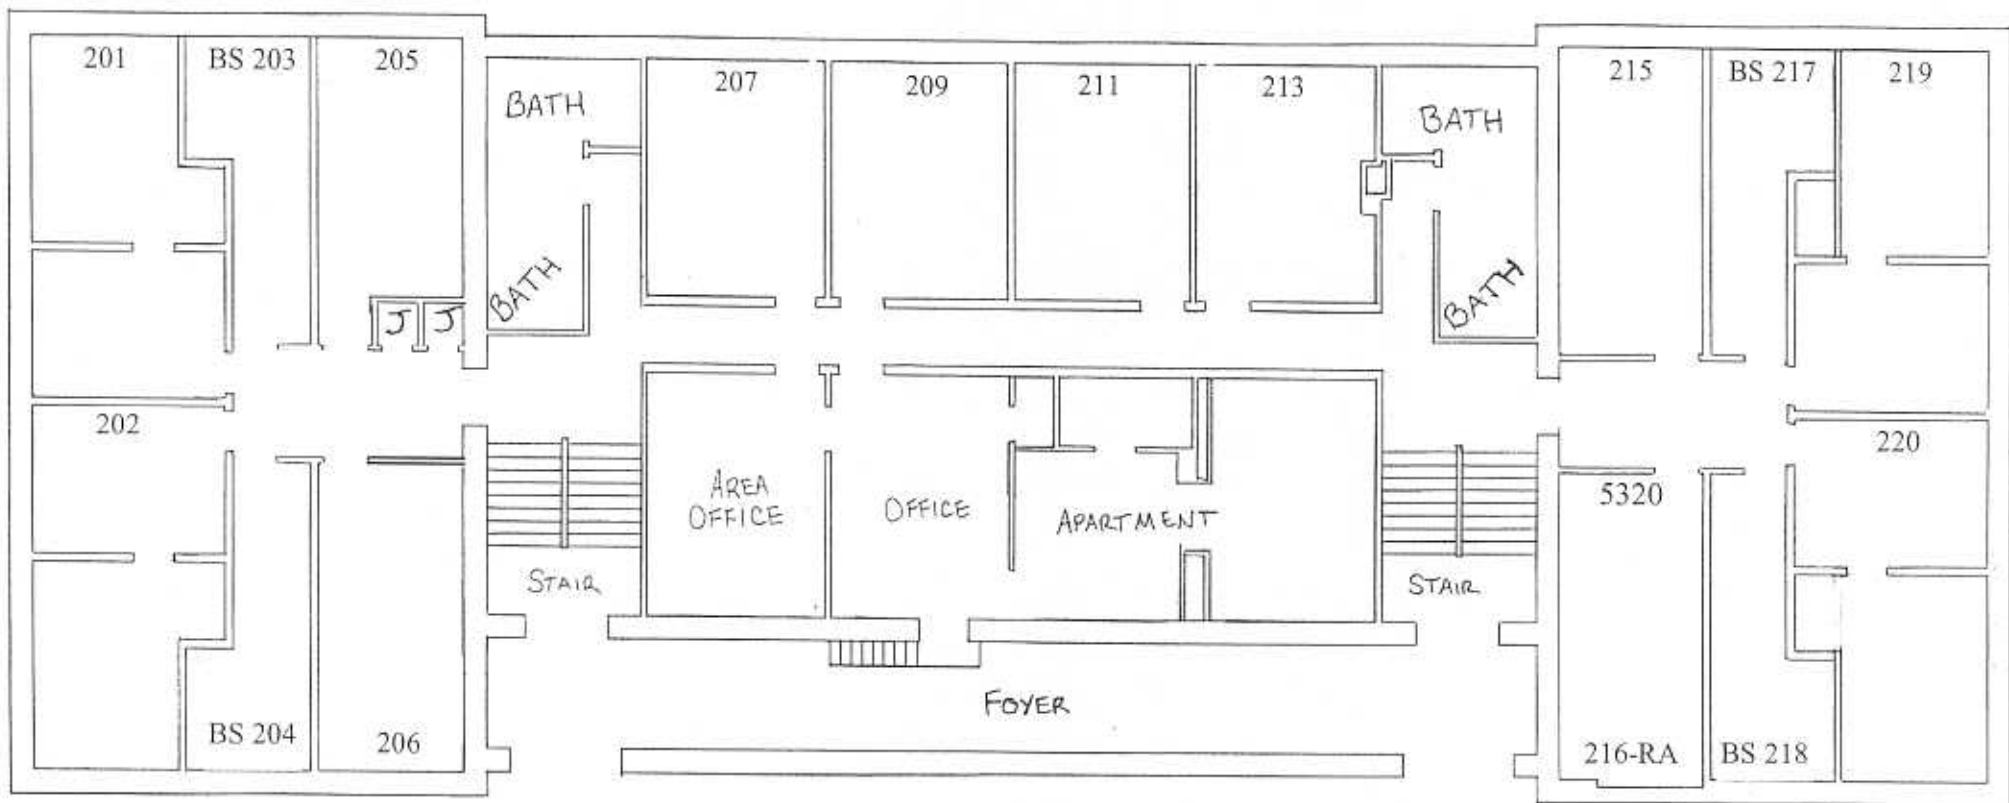 201
BS 203
205
BATH
207
209
211
213
BATH
215
BS 217
219
BATH
J
J
BATH
202
220
AREA
OFFICE
OFFICE
APARTMENT
5320
STAIR
STAIR
FOYER
BS 204
206
216-RA
BS 218